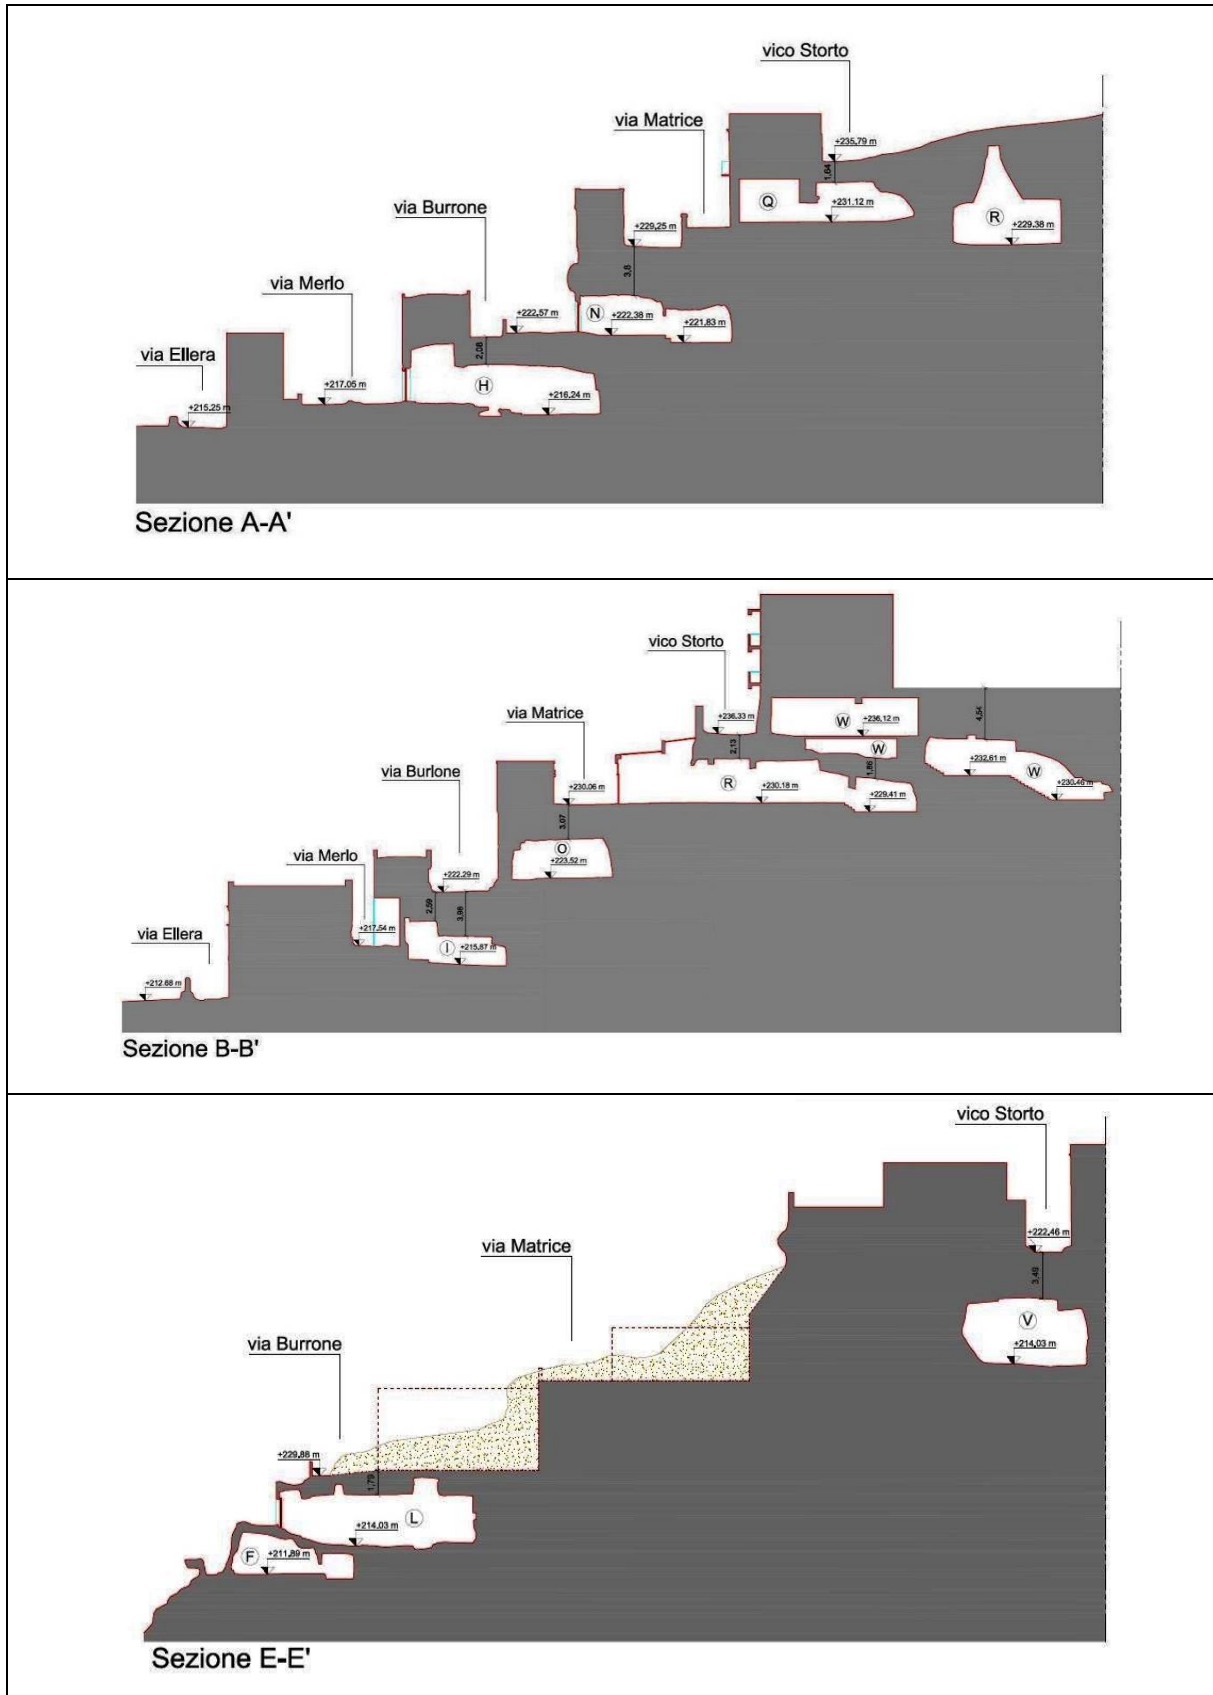 vico Storto
via Matrice
+235,79 m
1,64
via Burrone
Q
+231.12 m
R
+229.38 m
+229,25 m
3,8
via Merlo
+222.57 m
N
+222.38 m
+221,83 m
via Ellera
2,08
+217.05 m
H
+216.24 m
+215.25 m
Sezione A-A'
vico Storto
via Matrice
+236.33 m
W
+236,12 m
4,54
2,13
W
1,86
+232,61 m
W
+230.46 m
via Burlone
R
+230.18 m
+229.41 m
+230.06 m
3,07
O
+223,52 m
via Merlo
+222.29 m
2,59
3,98
via Ellera
+217.54 m
I
+215,87 m
+212.68 m
Sezione B-B'
vico Storto
+222.46 m
via Matrice
3,49
V
+214,03 m
via Burrone
+229.88 m
1,79
L
+214.03 m
F
+211,89 m
Sezione E-E'